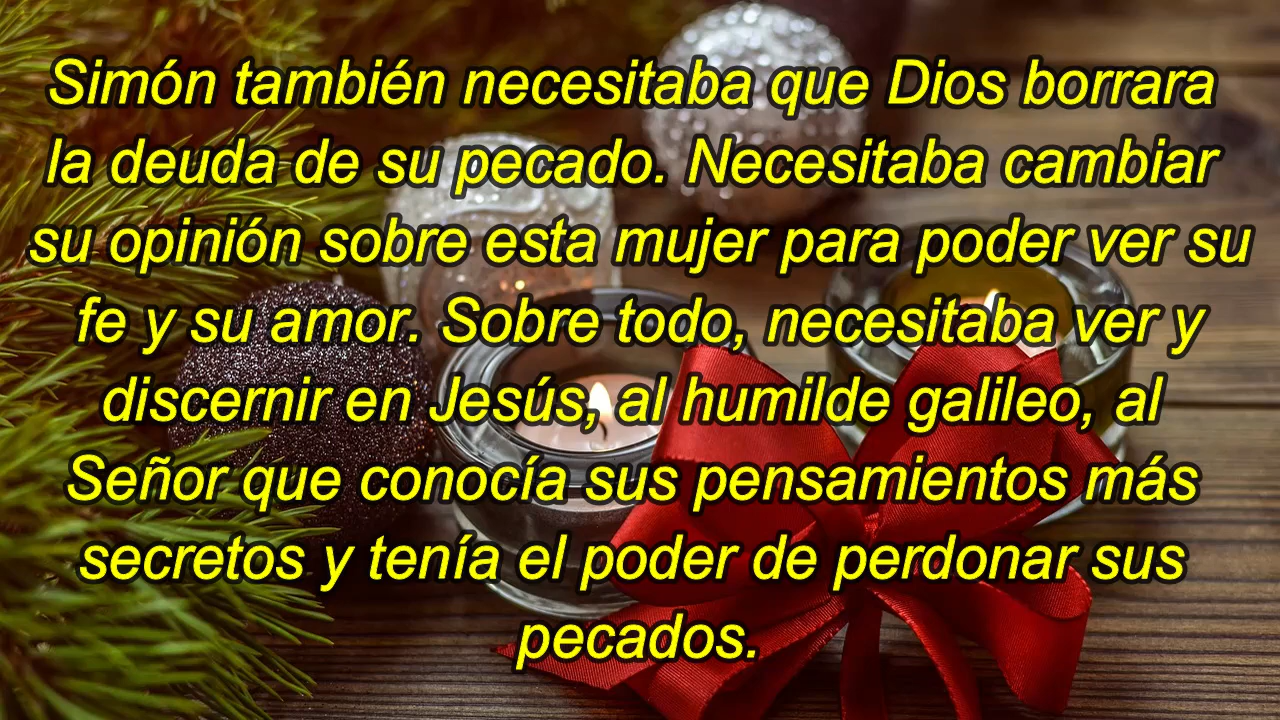 Simón también necesitaba que Dios borrara
la deuda de su pecado. Necesitaba cambiar
su opinión sobre esta mujer para poder ver su
fe y su amor. Sobre todo, necesitaba ver y
discernir en Jesús, al humilde galileo, al
Señor que conocía sus pensamientos más
secretos y tenía el poder de perdonar sus
pecados.